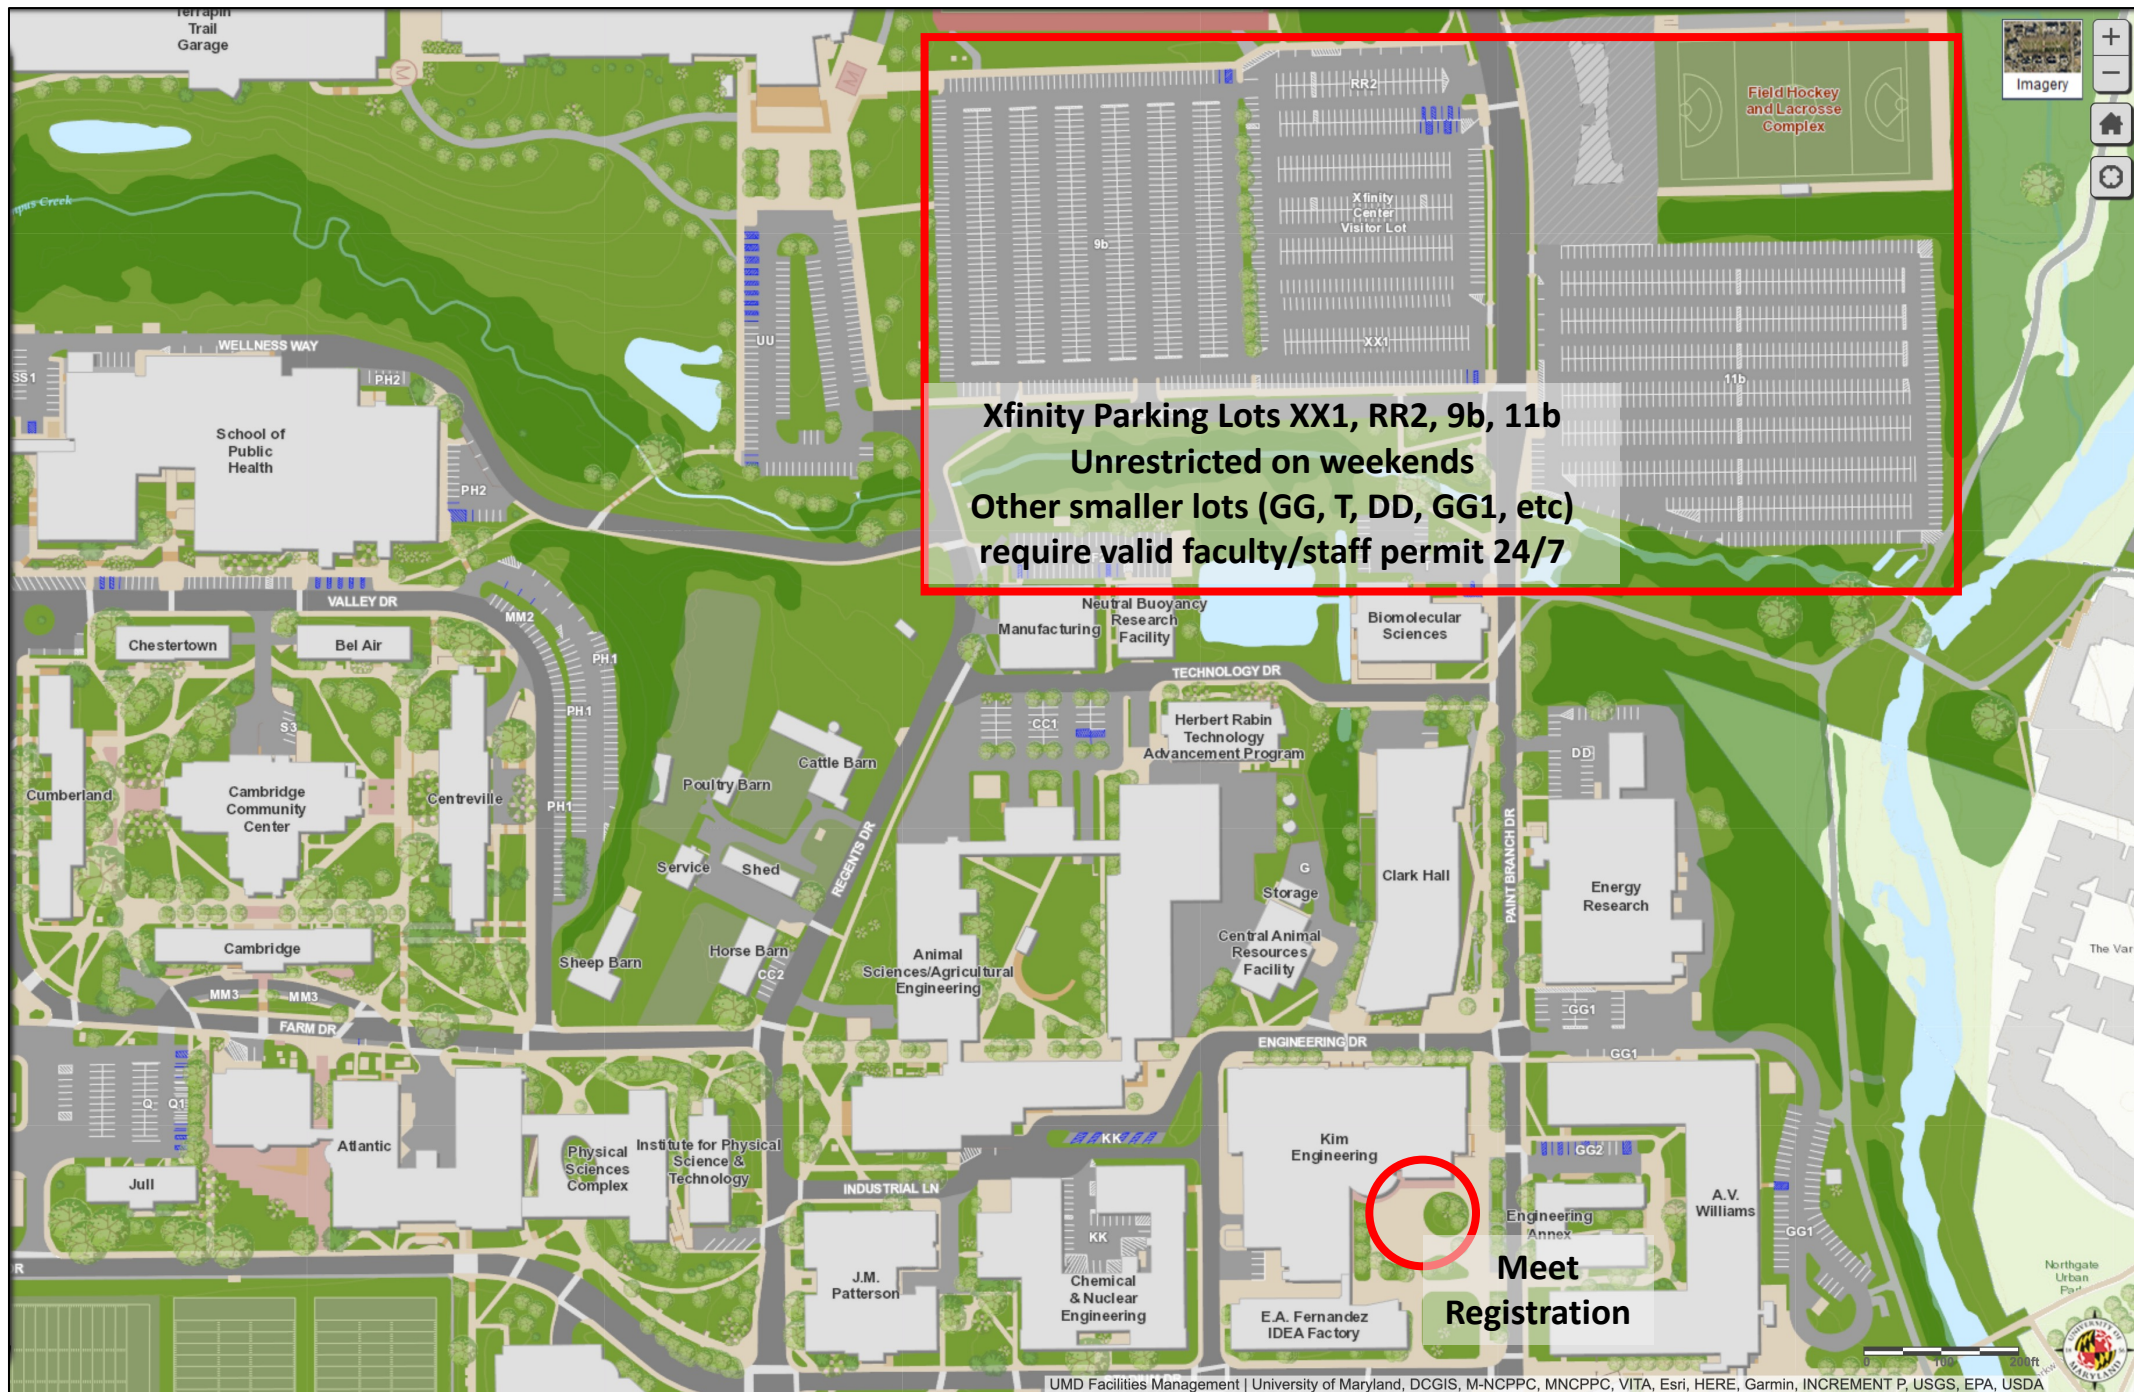 Terrapin
Trail
Garage
Imagery
+
−
M
M
RR2
Field Hockey
and Lacrosse
Complex
Xfinity
Center
Visitor Lot
9b
UU
XX1
11b
WELLNESS WAY
SS1
PH2
School of
Public
Health
PH2
Xfinity Parking Lots XX1, RR2, 9b, 11b
Unrestricted on weekends
Other smaller lots (GG, T, DD, GG1, etc)
require valid faculty/staff permit 24/7
VALLEY DR
MM2
Chestertown
Bel Air
PH1
Neutral Buoyancy
Research
Facility
Manufacturing
Biomolecular
Sciences
TECHNOLOGY DR
PH1
S3
CC1
Herbert Rabin
Technology
Advancement Program
DD
Cumberland
Cambridge
Community
Center
Centreville
PH1
Poultry Barn
Cattle Barn
REGENTS DR
PAINT BRANCH DR
Service
Shed
G
Storage
Clark Hall
Energy
Research
Cambridge
Sheep Barn
Horse Barn
CC2
Animal
Sciences/Agricultural
Engineering
Central Animal
Resources
Facility
The Var
MM3
MM3
FARM DR
GG1
ENGINEERING DR
GG1
Q
Q1
Atlantic
Physical
Sciences
Complex
Institute for Physical
Science &
Technology
KK
Kim
Engineering
GG2
Jull
INDUSTRIAL LN
A.V.
Williams
Engineering
Annex
KK
GG1
Meet
Registration
J.M.
Patterson
Chemical
& Nuclear
Engineering
E.A. Fernandez
IDEA Factory
Northgate
Urban
UNIVERSITY OF
MARYLAND
0 100 200ft
UMD Facilities Management | University of Maryland, DCGIS, M-NCPPC, MNCPPC, VITA, Esri, HERE, Garmin, INCREMENT P, USGS, EPA, USDA